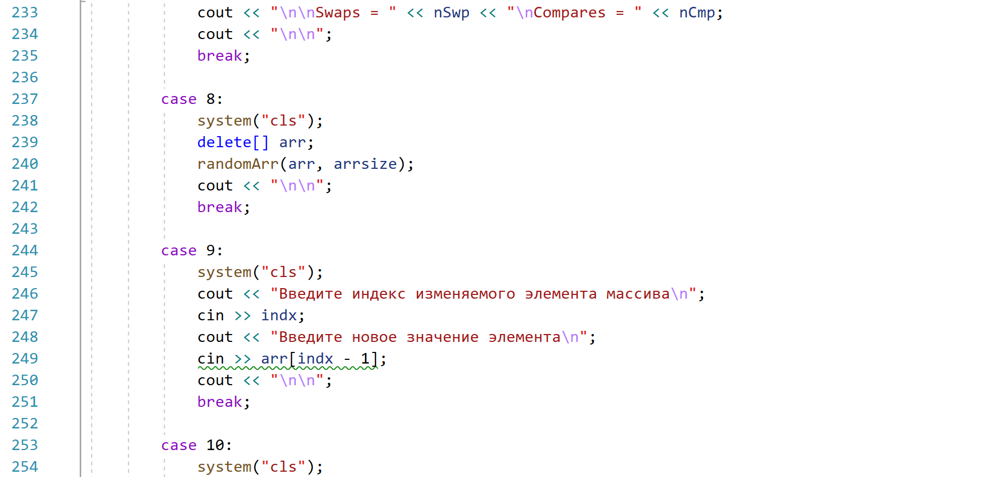 233 cout << "\n\nSwaps = " << nSwp << "\nCompares = " << nCmp;
234 cout << "\n\n";
235 break;
236
237 case 8:
238 system("cls");
239 delete[] arr;
240 randomArr(arr, arrsize);
241 cout << "\n\n";
242 break;
243
244 case 9:
245 system("cls");
246 cout << "Введите индекс изменяемого элемента массива\n";
247 cin >> indx;
248 cout << "Введите новое значение элемента\n";
249 cin >> arr[indx - 1];
250 cout << "\n\n";
251 break;
252
253 case 10:
254 system("cls");